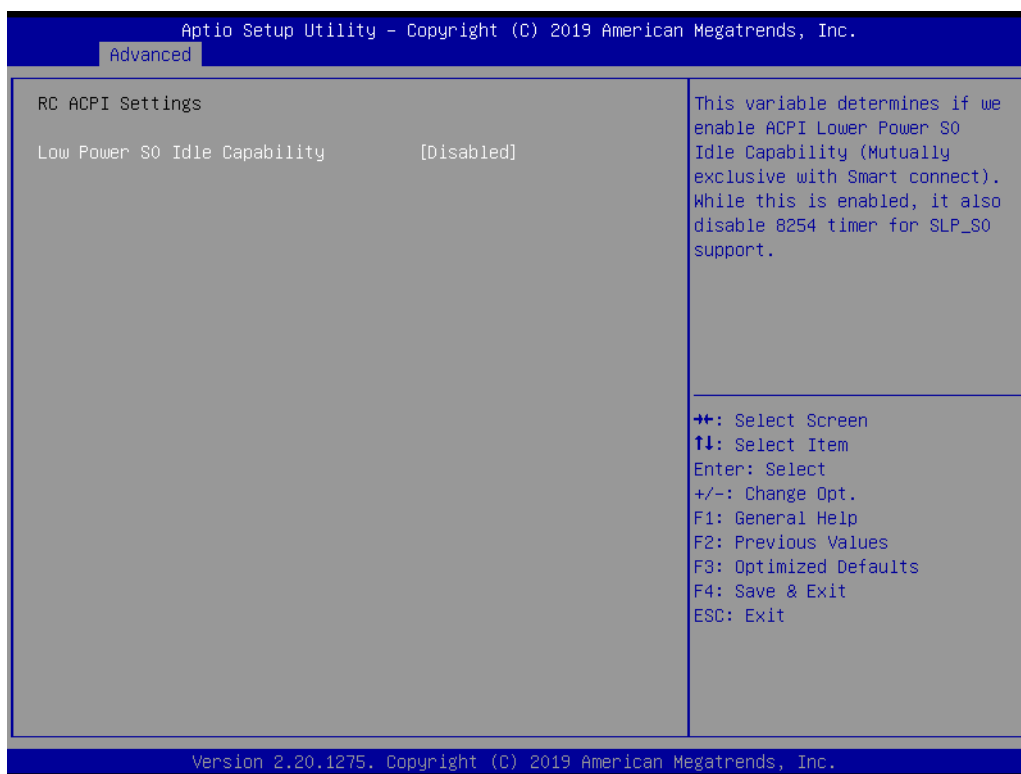 Aptio Setup Utility – Copyright (C) 2019 American Megatrends, Inc.
Advanced
RC ACPI Settings
Low Power S0 Idle Capability [Disabled]
This variable determines if we
enable ACPI Lower Power S0
Idle Capability (Mutually
exclusive with Smart connect).
While this is enabled, it also
disable 8254 timer for SLP_S0
support.
→←: Select Screen
↑↓: Select Item
Enter: Select
+/-: Change Opt.
F1: General Help
F2: Previous Values
F3: Optimized Defaults
F4: Save & Exit
ESC: Exit
Version 2.20.1275. Copyright (C) 2019 American Megatrends, Inc.